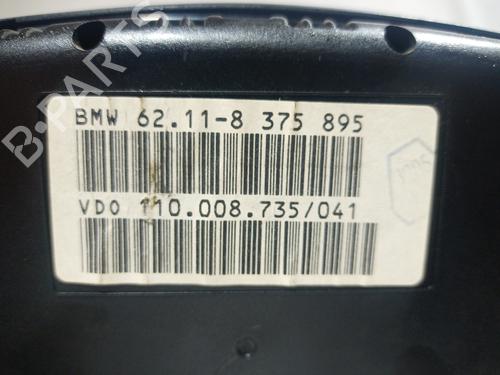 BMW 62.11-8 375 895
VDO 110.008.735/041
B-PARTS